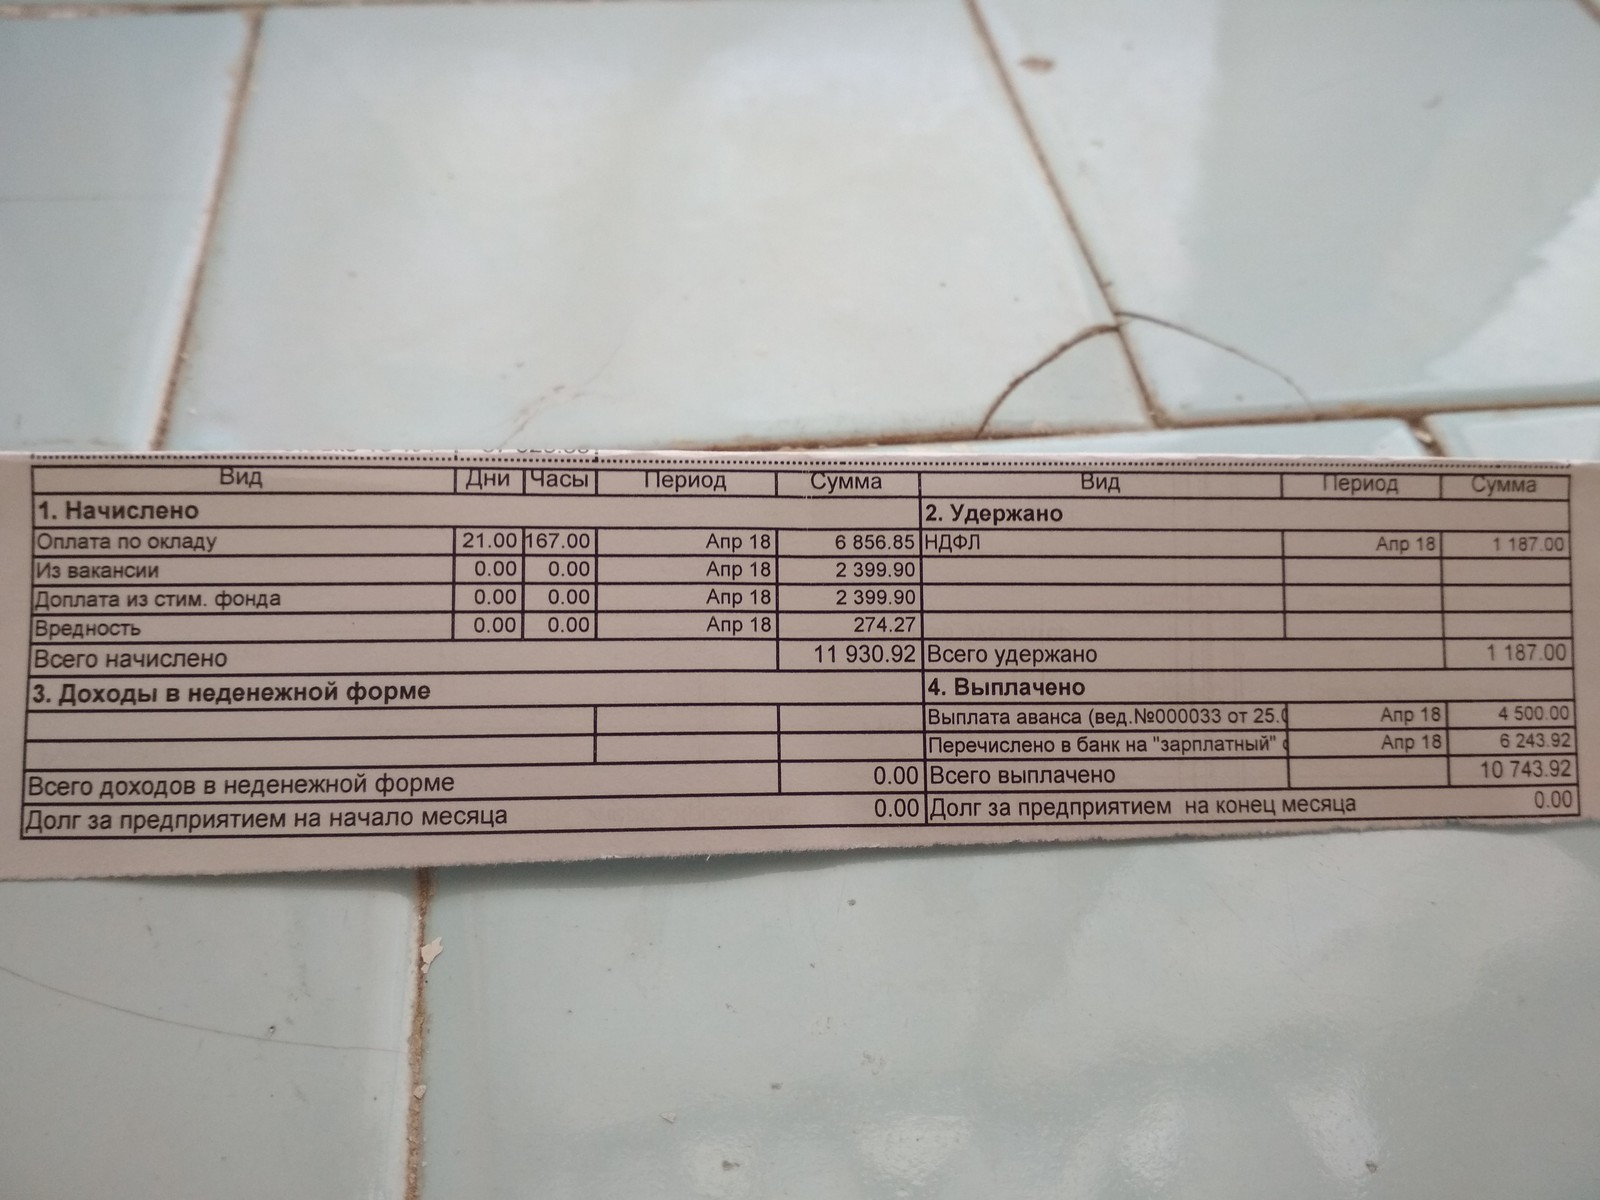 Вид Дни Часы Период Сумма Вид Период Сумма
1. Начислено 2. Удержано
Оплата по окладу 21.00 167.00 Апр 18 6 856.85 НДФЛ Апр 18 1 187.00
Из вакансии 0.00 0.00 Апр 18 2 399.90
Доплата из стим. фонда 0.00 0.00 Апр 18 2 399.90
Вредность 0.00 0.00 Апр 18 274.27
Всего начислено 11 930.92 Всего удержано 1 187.00
3. Доходы в неденежной форме 4. Выплачено
Выплата аванса (вед.№000033 от 25.0 Апр 18 4 500.00
Перечислено в банк на "зарплатный" Апр 18 6 243.92
Всего доходов в неденежной форме 0.00 Всего выплачено 10 743.92
Долг за предприятием на начало месяца 0.00 Долг за предприятием на конец месяца 0.00